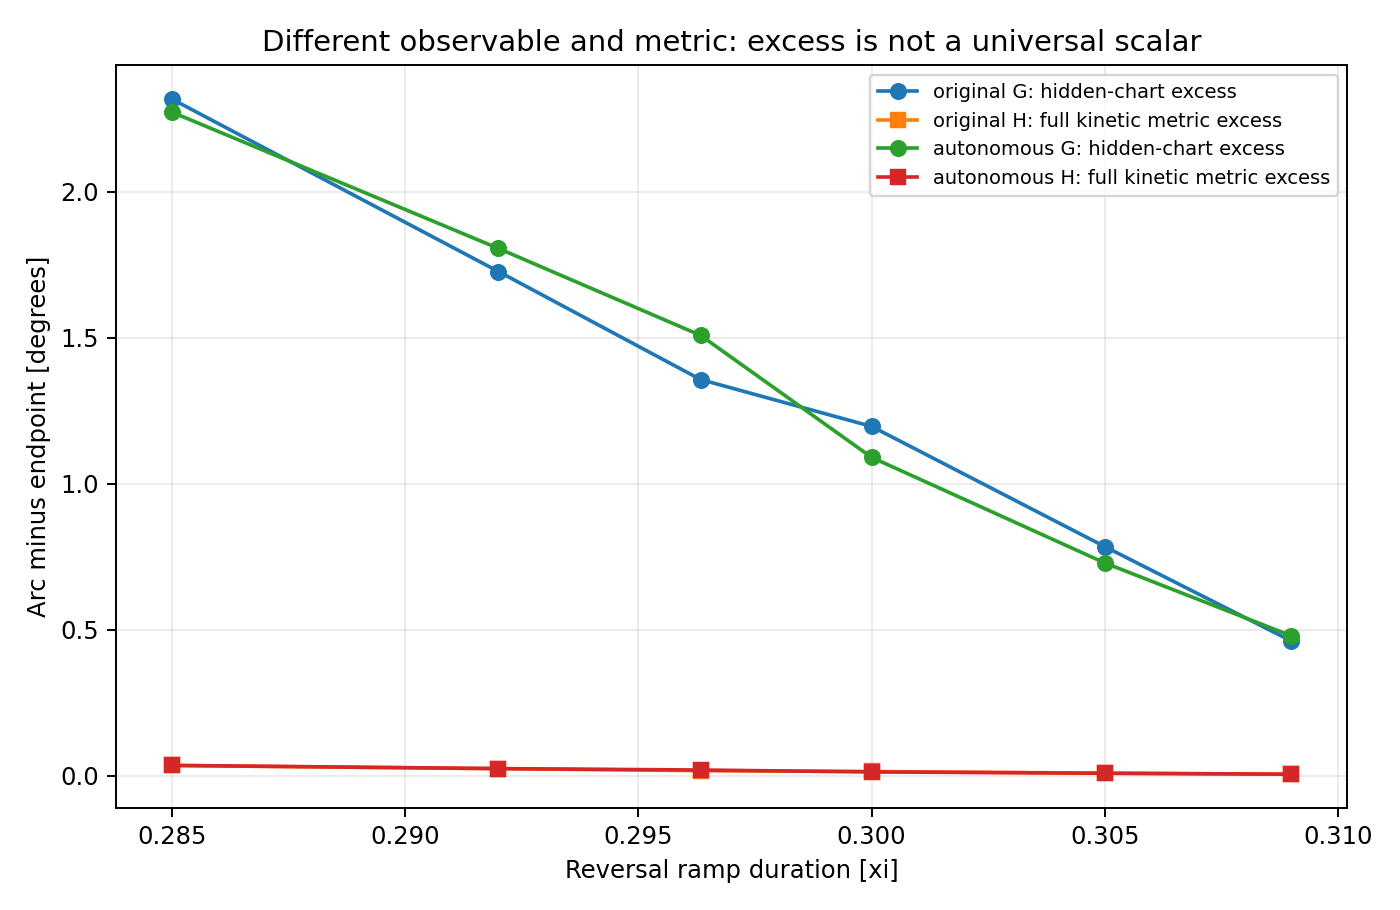 Different observable and metric: excess is not a universal scalar
original G: hidden-chart excess
original H: full kinetic metric excess
autonomous G: hidden-chart excess
autonomous H: full kinetic metric excess
Arc minus endpoint [degrees]
2.0
1.5
1.0
0.5
0.0
0.285 0.290 0.295 0.300 0.305 0.310
Reversal ramp duration [xi]